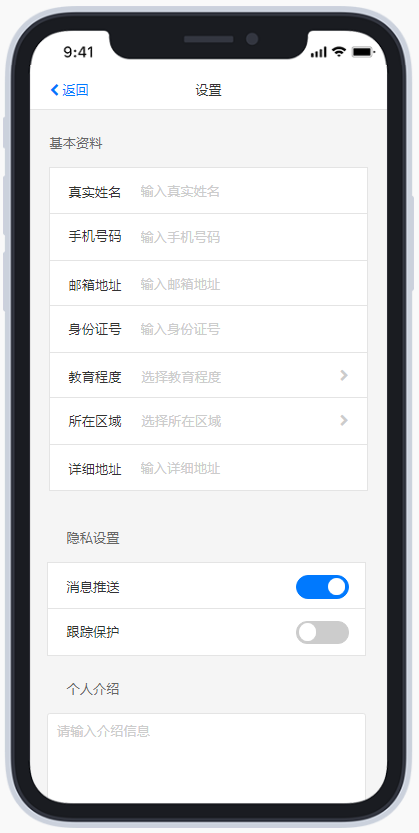 9:41
返回 设置
基本资料
真实姓名 输入真实姓名
手机号码 输入手机号码
邮箱地址 输入邮箱地址
身份证号 输入身份证号
教育程度 选择教育程度
所在区域 选择所在区域
详细地址 输入详细地址
隐私设置
消息推送
跟踪保护
个人介绍
请输入介绍信息